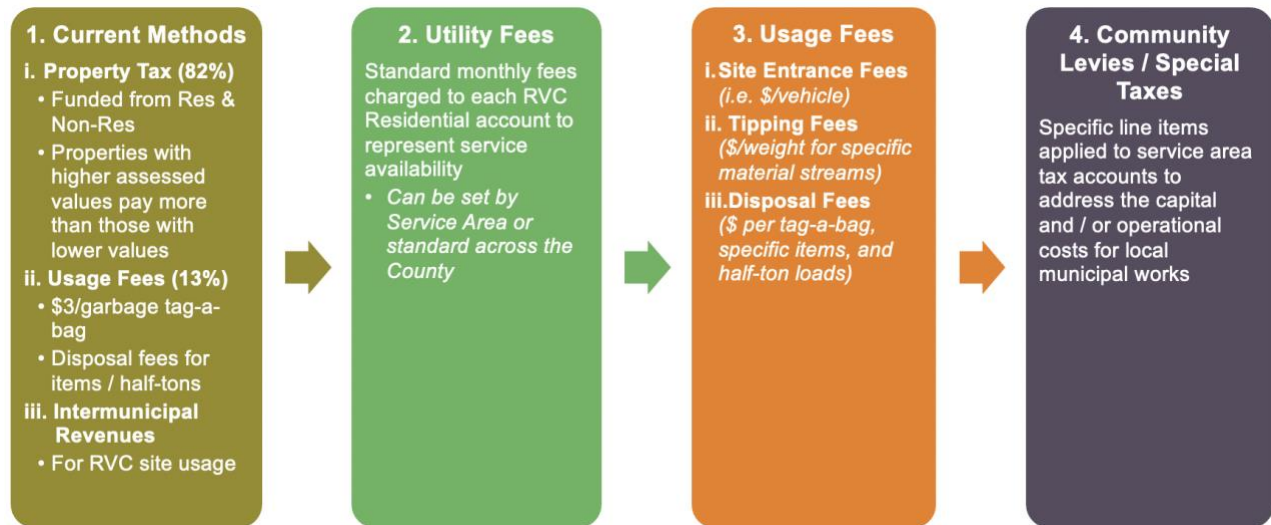 1. Current Methods
i. Property Tax (82%)
• Funded from Res &
Non-Res
• Properties with
higher assessed
values pay more
than those with
lower values
ii. Usage Fees (13%)
• $3/garbage tag-a-
bag
• Disposal fees for
items / half-tons
iii. Intermunicipal
Revenues
• For RVC site usage
2. Utility Fees
Standard monthly fees
charged to each RVC
Residential account to
represent service
availability
• Can be set by
Service Area or
standard across the
County
3. Usage Fees
i. Site Entrance Fees
(i.e. $/vehicle)
ii. Tipping Fees
($/weight for specific
material streams)
iii.Disposal Fees
($ per tag-a-bag,
specific items, and
half-ton loads)
4. Community
Levies / Special
Taxes
Specific line items
applied to service area
tax accounts to
address the capital
and / or operational
costs for local
municipal works